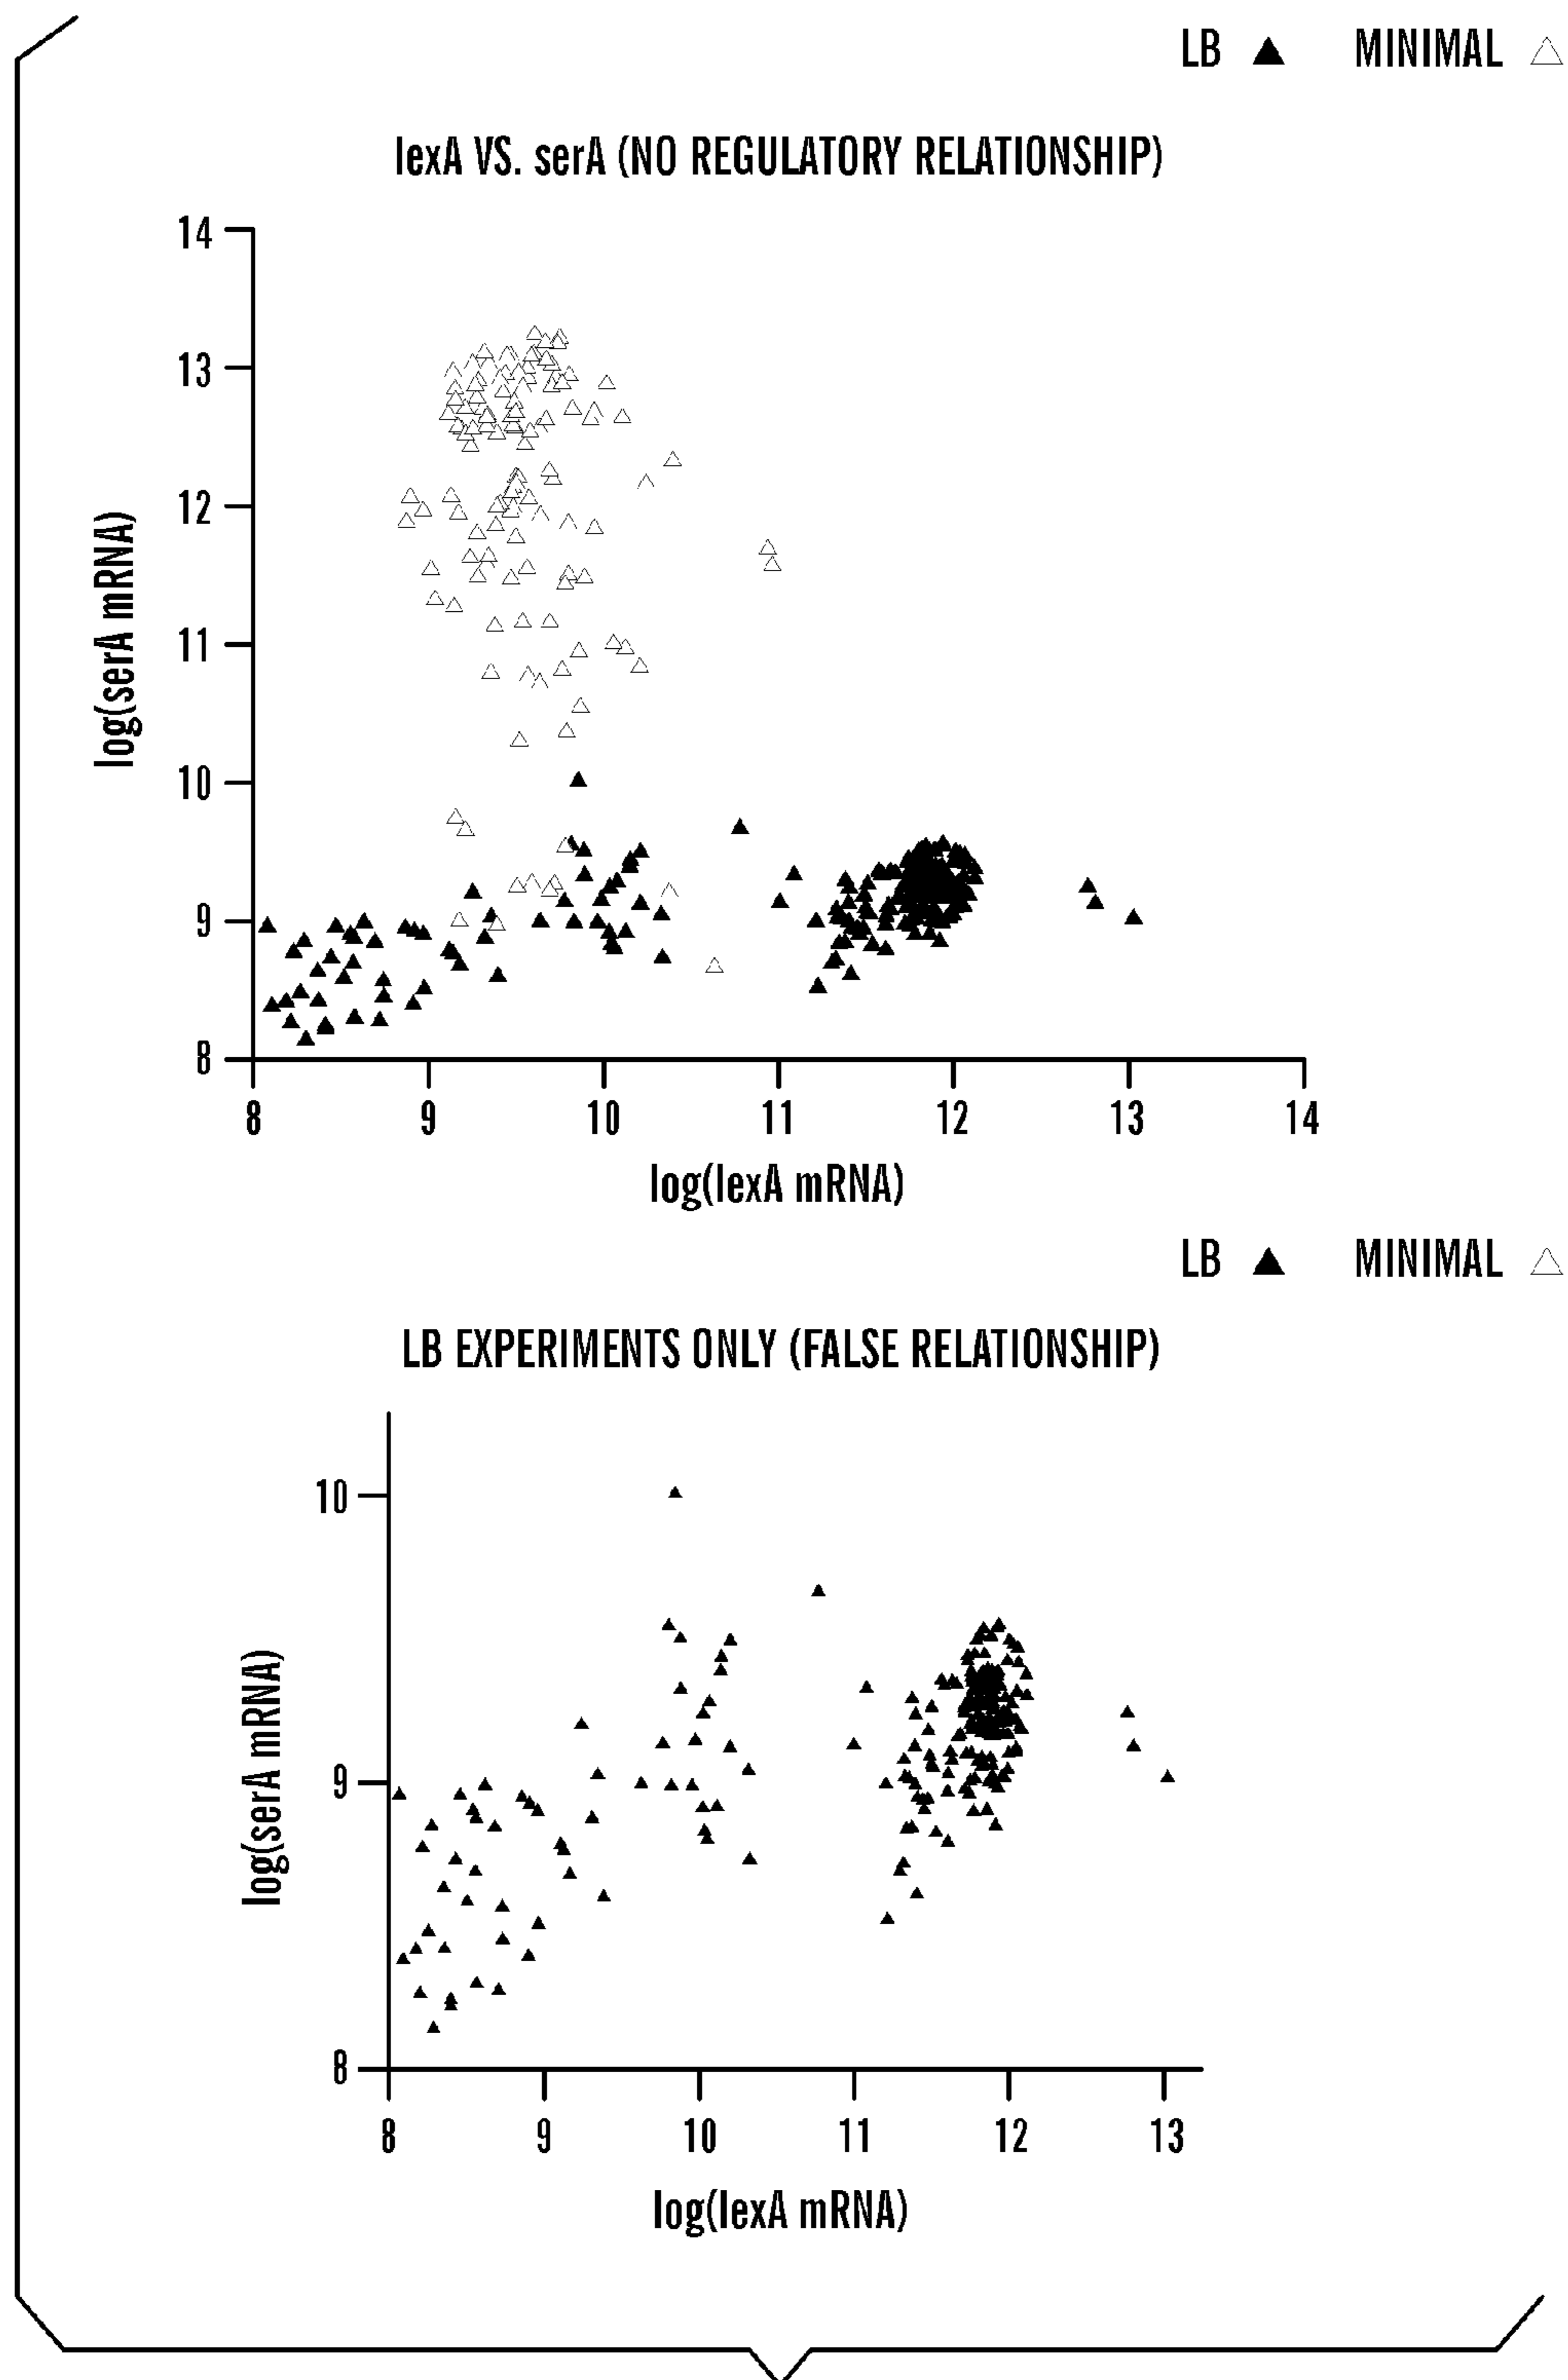 LB ▲ MINIMAL △
lexA VS. serA (NO REGULATORY RELATIONSHIP)
14
13
12
11
10
9
8
log(serA mRNA)
8 9 10 11 12 13 14
log(lexA mRNA)
LB ▲ MINIMAL △
LB EXPERIMENTS ONLY (FALSE RELATIONSHIP)
10
9
8
log(serA mRNA)
8 9 10 11 12 13
log(lexA mRNA)